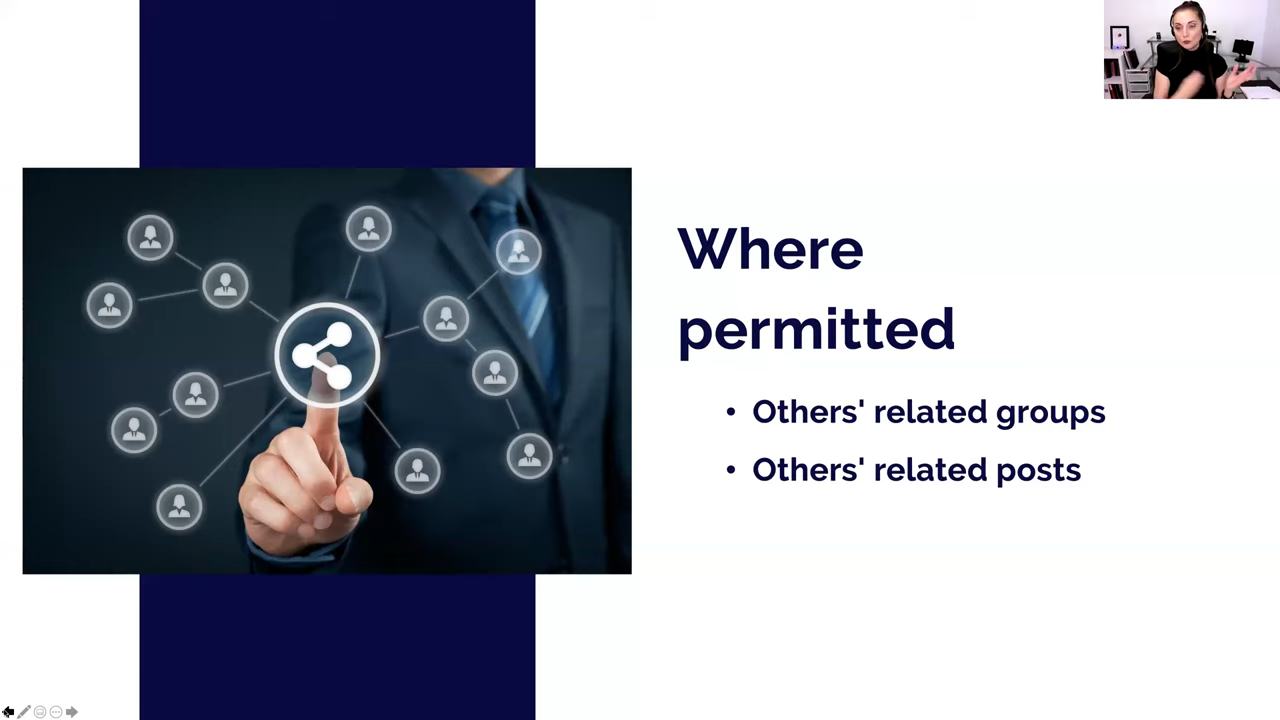 Where
permitted
• Others' related groups
• Others' related posts